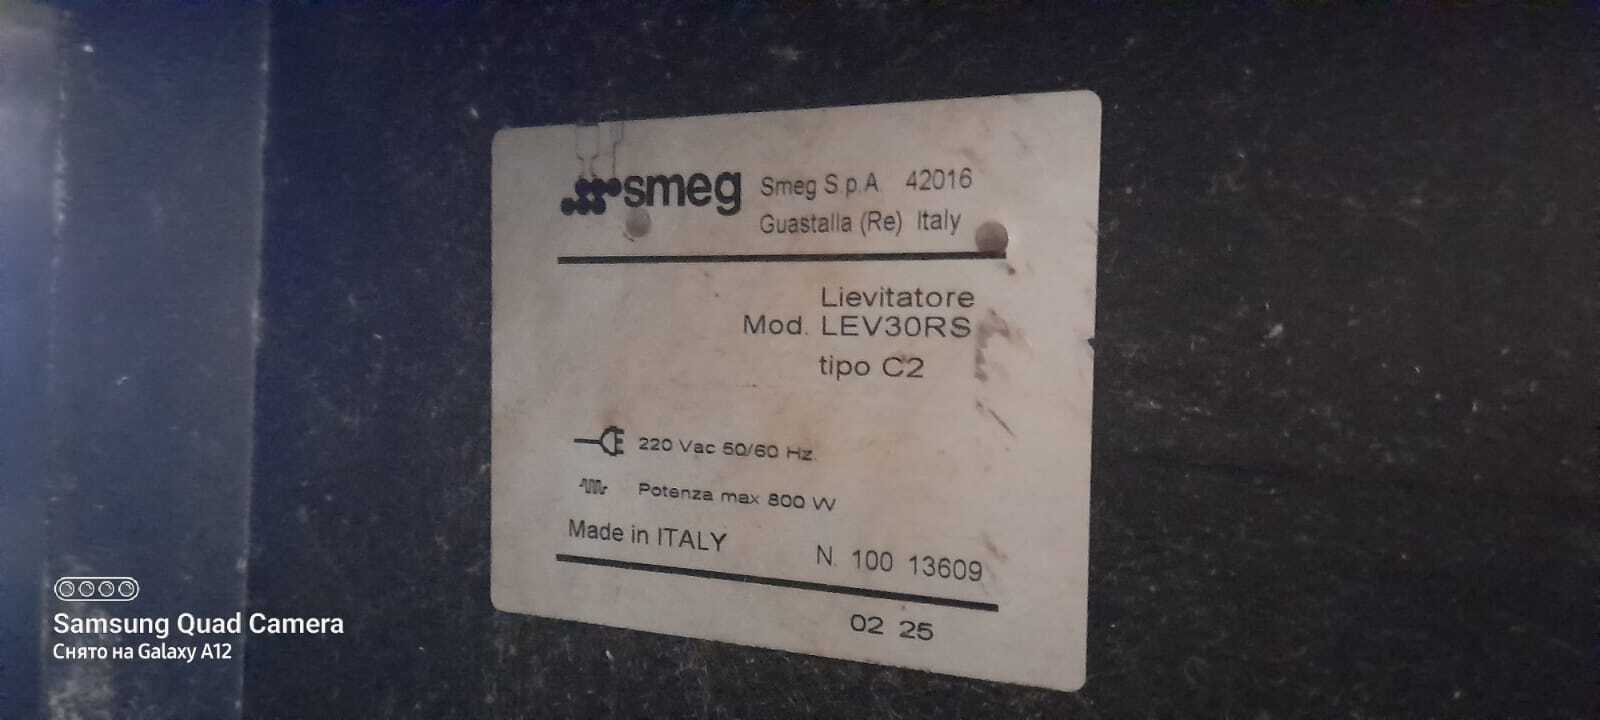 smeg Smeg S.p.A. 42016
Guastalla (Re) Italy
Lievitatore
Mod. LEV30RS
tipo C2
220 Vac 50/60 Hz.
Potenza max 800 W
Made in ITALY
N. 100 13609
02 25
Samsung Quad Camera
Снято на Galaxy A12